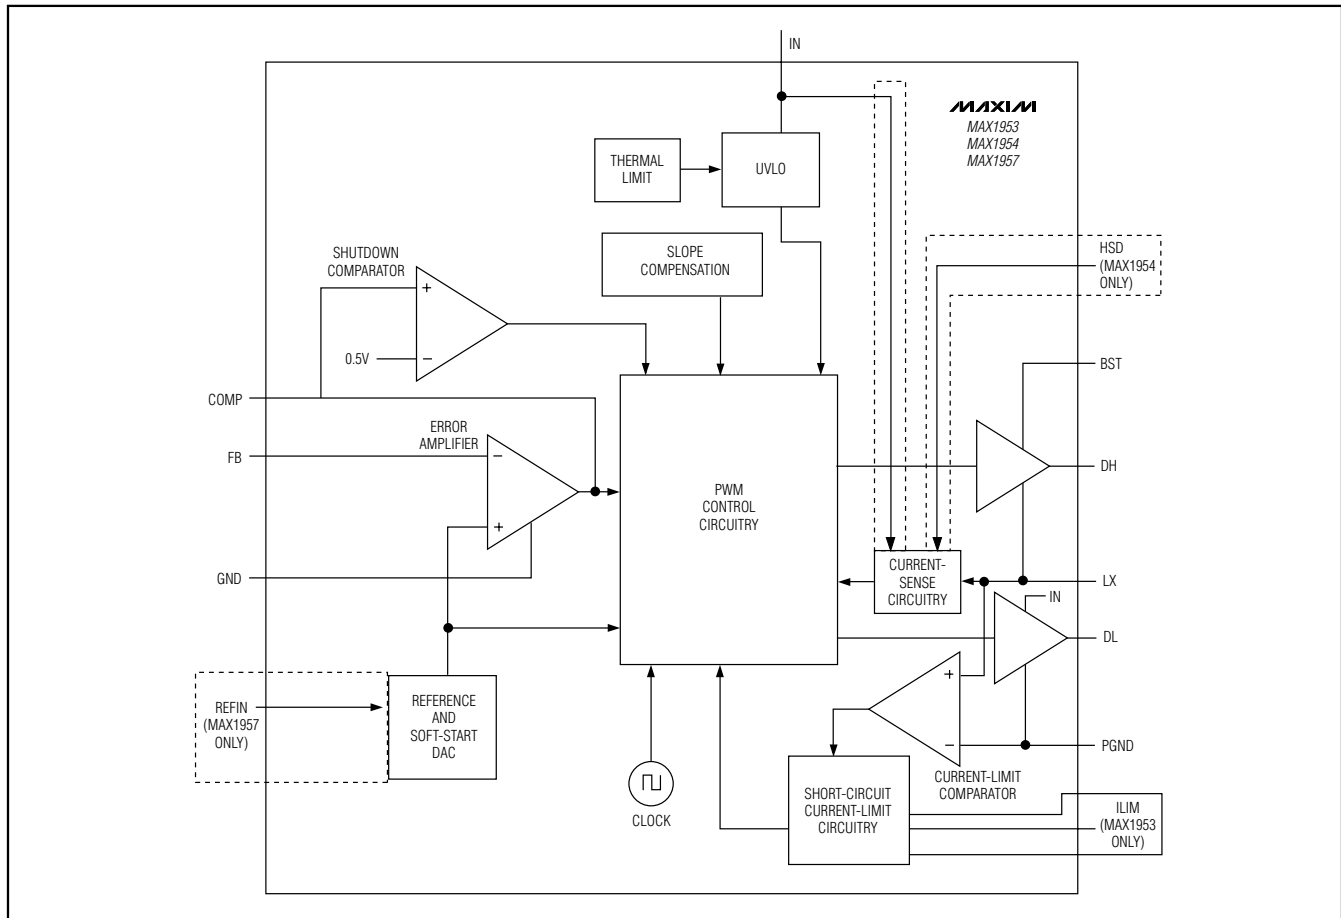 IN
MAXIM
MAX1953
MAX1954
MAX1957
THERMAL
LIMIT
UVLO
SLOPE
COMPENSATION
SHUTDOWN
COMPARATOR
+
0.5V
−
HSD
(MAX1954
ONLY)
BST
COMP
ERROR
AMPLIFIER
FB
−
+
GND
PWM
CONTROL
CIRCUITRY
DH
CURRENT-
SENSE
CIRCUITRY
LX
IN
DL
REFIN
(MAX1957
ONLY)
REFERENCE
AND
SOFT-START
DAC
+
−
PGND
CURRENT-LIMIT
COMPARATOR
CLOCK
SHORT-CIRCUIT
CURRENT-LIMIT
CIRCUITRY
ILIM
(MAX1953
ONLY)